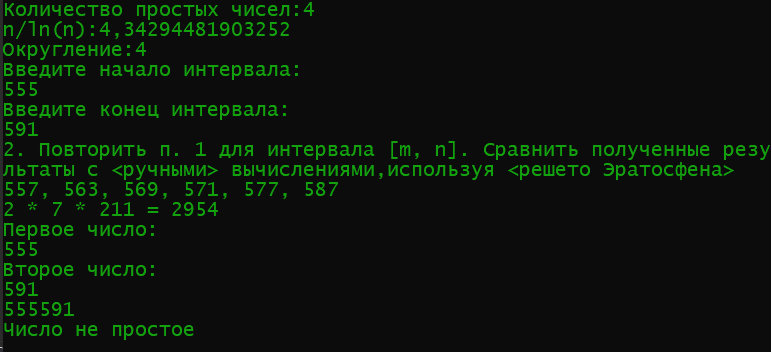 Количество простых чисел:4
n/ln(n):4,34294481903252
Округление:4
Введите начало интервала:
555
Введите конец интервала:
591
2. Повторить п. 1 для интервала [m, n]. Сравнить полученные резу
льтаты с <ручными> вычислениями,используя <решето Эратосфена>
557, 563, 569, 571, 577, 587
2 * 7 * 211 = 2954
Первое число:
555
Второе число:
591
555591
Число не простое